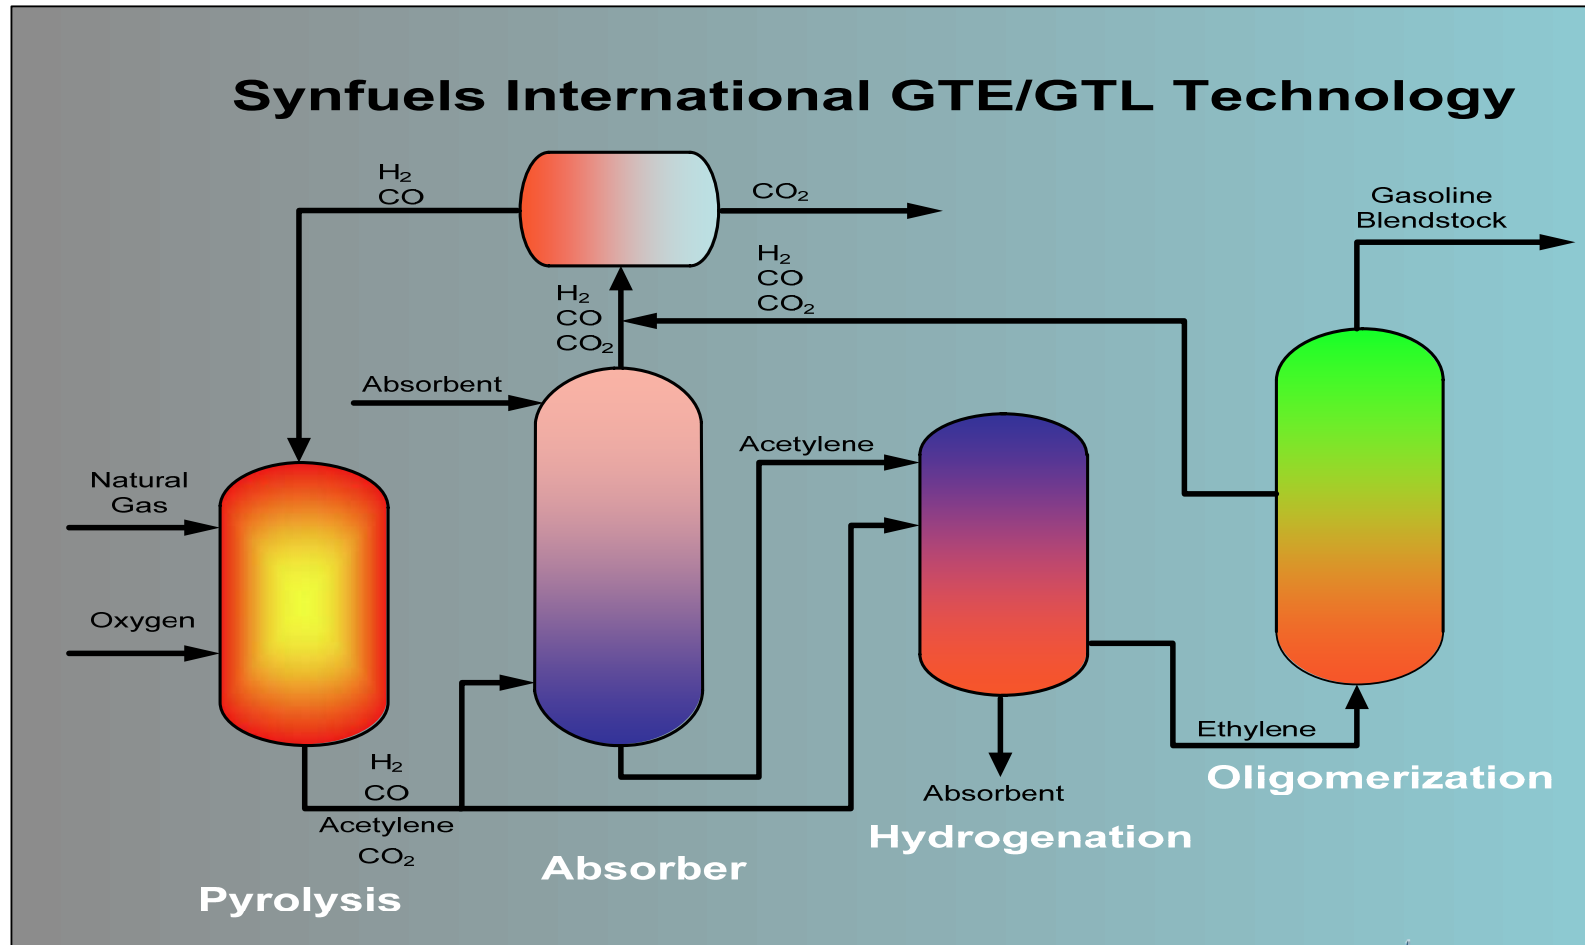 Synfuels International GTE/GTL Technology
H₂
CO
CO₂
Gasoline
Blendstock
H₂
CO
CO₂
H₂
CO
CO₂
Absorbent
Acetylene
Natural
Gas
Oxygen
Ethylene
H₂
CO
Acetylene
CO₂
Absorbent
Oligomerization
Hydrogenation
Absorber
Pyrolysis